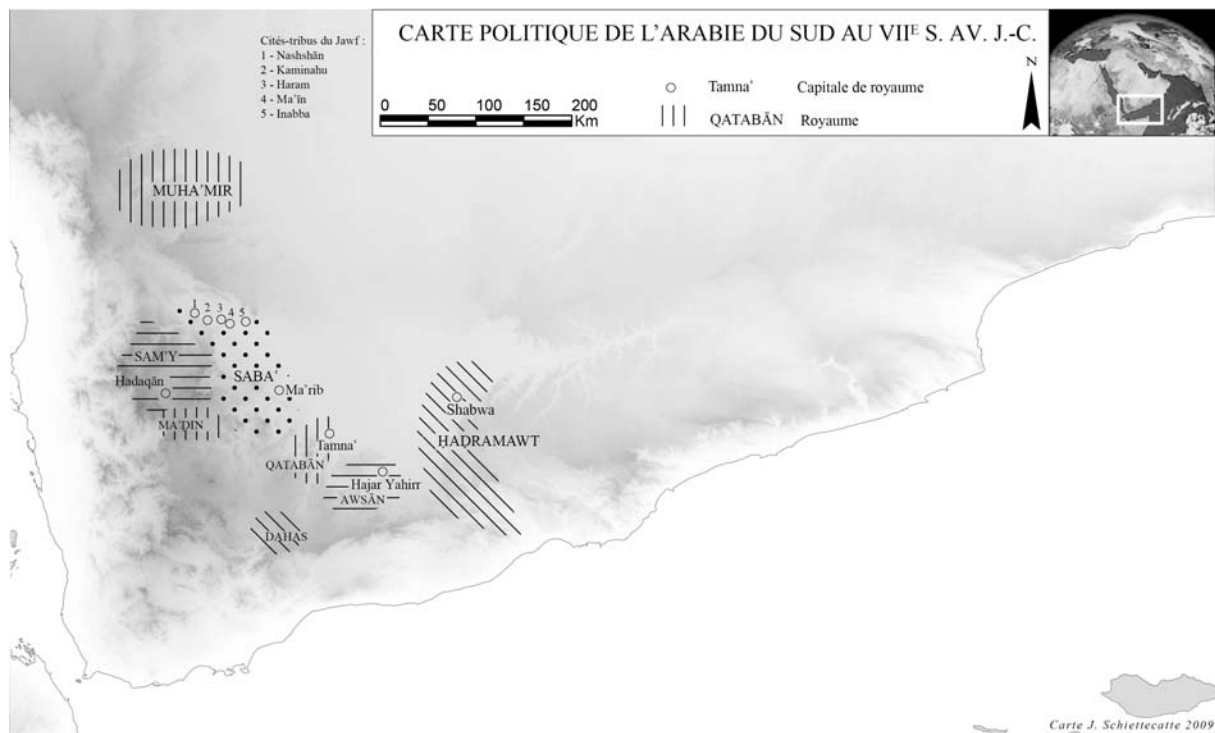 Cités-tribus du Jawf :
1 - Nashshān
2 - Kaminahu
3 - Haram
4 - Ma'īn
5 - Inabba
CARTE POLITIQUE DE L'ARABIE DU SUD AU VIIE S. AV. J.-C.
0 50 100 150 200
Km
Tamna'
Capitale de royaume
QATABĀN
Royaume
N
MUHA'MIR
1
2
3
4
5
SAM'Y
SABA'
Hadaqān
Ma'rib
MA'DIN
Shabwa
Tamna'
ḤAḌRAMAWT
QATABĀN
Hajar Yahirr
AWSĀN
DAHAS
Carte J. Schiettecatte 2009